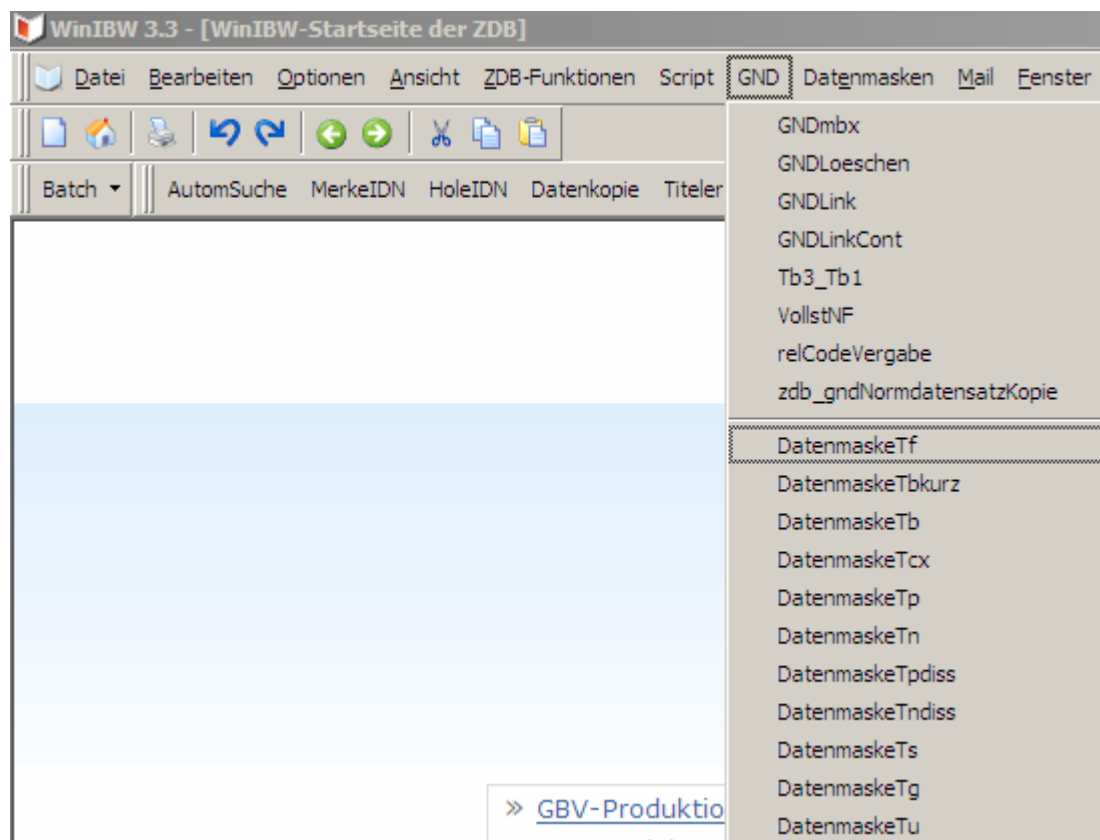 WinIBW 3.3 - [WinIBW-Startseite der ZDB]
Datei Bearbeiten Optionen Ansicht ZDB-Funktionen Script GND Datenmasken Mail Fenster
Batch AutomSuche MerkeIDN HoleIDN Datenkopie Titeler
GNDmbx
GNDLoeschen
GNDLink
GNDLinkCont
Tb3_Tb1
VollstNF
relCodeVergabe
zdb_gndNormdatensatzKopie
DatenmaskeTf
DatenmaskeTbkurz
DatenmaskeTb
DatenmaskeTcx
DatenmaskeTp
DatenmaskeTn
DatenmaskeTpdiss
DatenmaskeTndiss
DatenmaskeTs
DatenmaskeTg
DatenmaskeTu
» GBV-Produktio